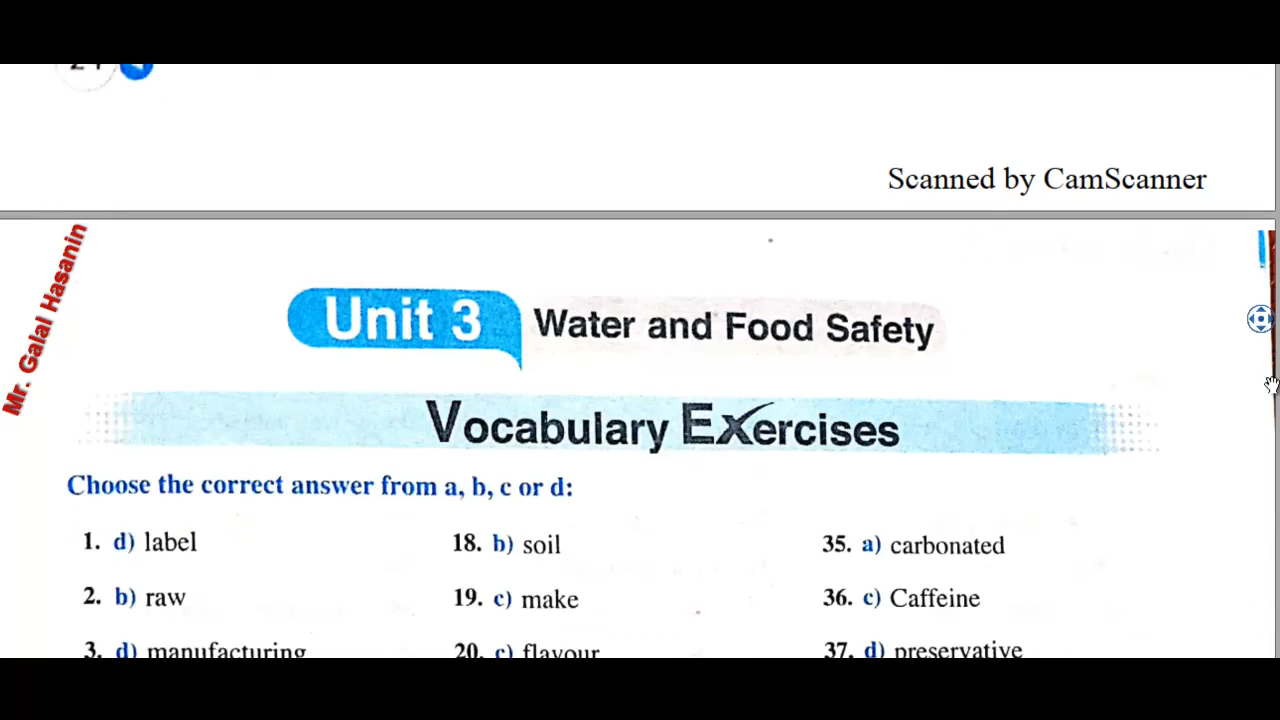 Scanned by CamScanner
Mr. Galal Hasanin
Unit 3 Water and Food Safety
Vocabulary Exercises
Choose the correct answer from a, b, c or d:
1. d) label 18. b) soil 35. a) carbonated
2. b) raw 19. c) make 36. c) Caffeine
3. d) manufacturing 20. c) flavour 37. d) preservative